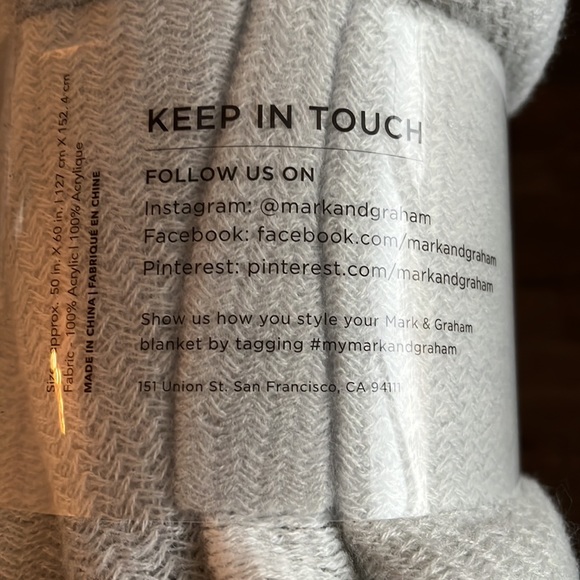 KEEP IN TOUCH
FOLLOW US ON
Instagram: @markandgraham
Facebook: facebook.com/markandgraham
Pinterest: pinterest.com/markandgraham
Show us how you style your Mark & Graham
blanket by tagging #mymarkandgraham
151 Union St. San Francisco, CA 94111
Size approx. 50 in. X 60 in. | 127 cm X 152. 4 cm
Fabric - 100% Acrylic | 100% Acrylique
MADE IN CHINA | FABRIQUÉ EN CHINE